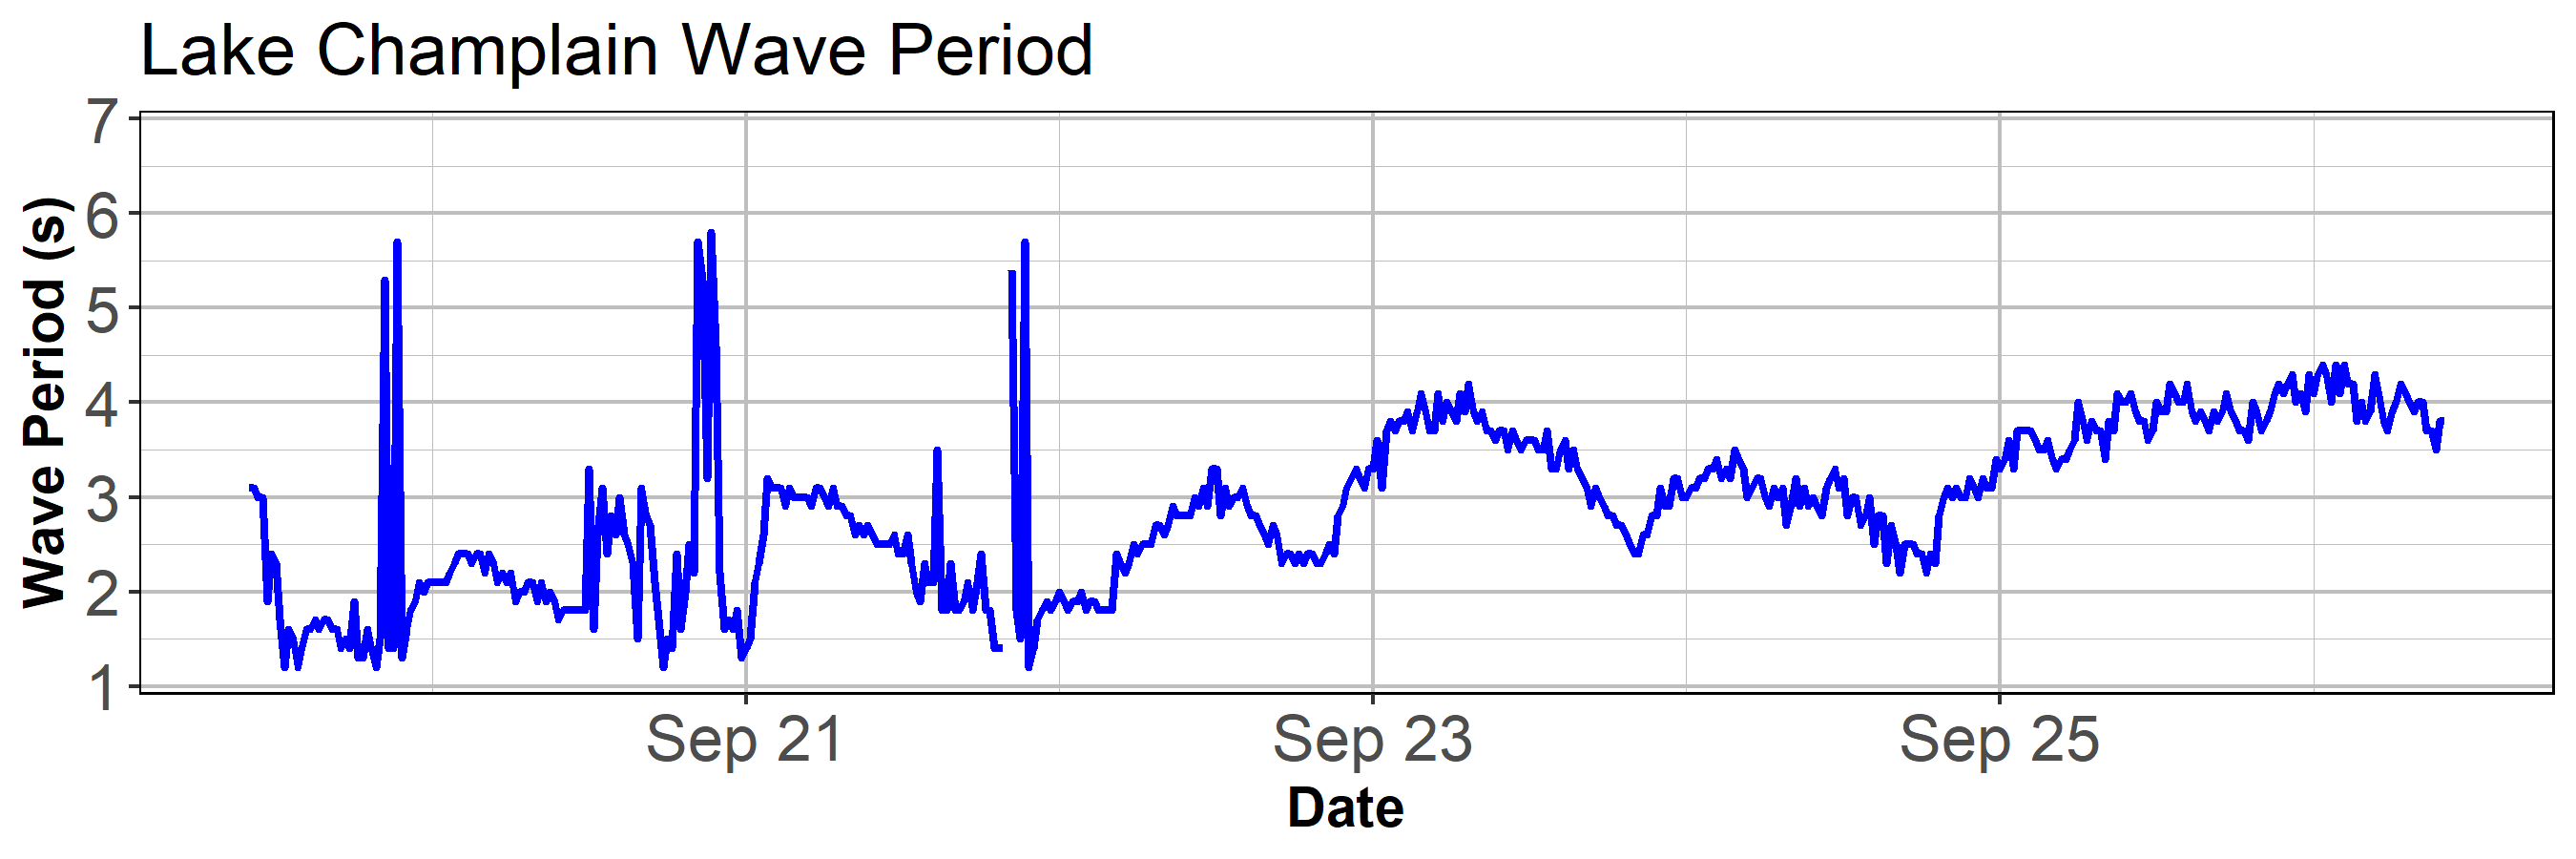 Lake Champlain Wave Period
Wave Period (s)
7
6
5
4
3
2
1
Sep 21
Sep 23
Sep 25
Date